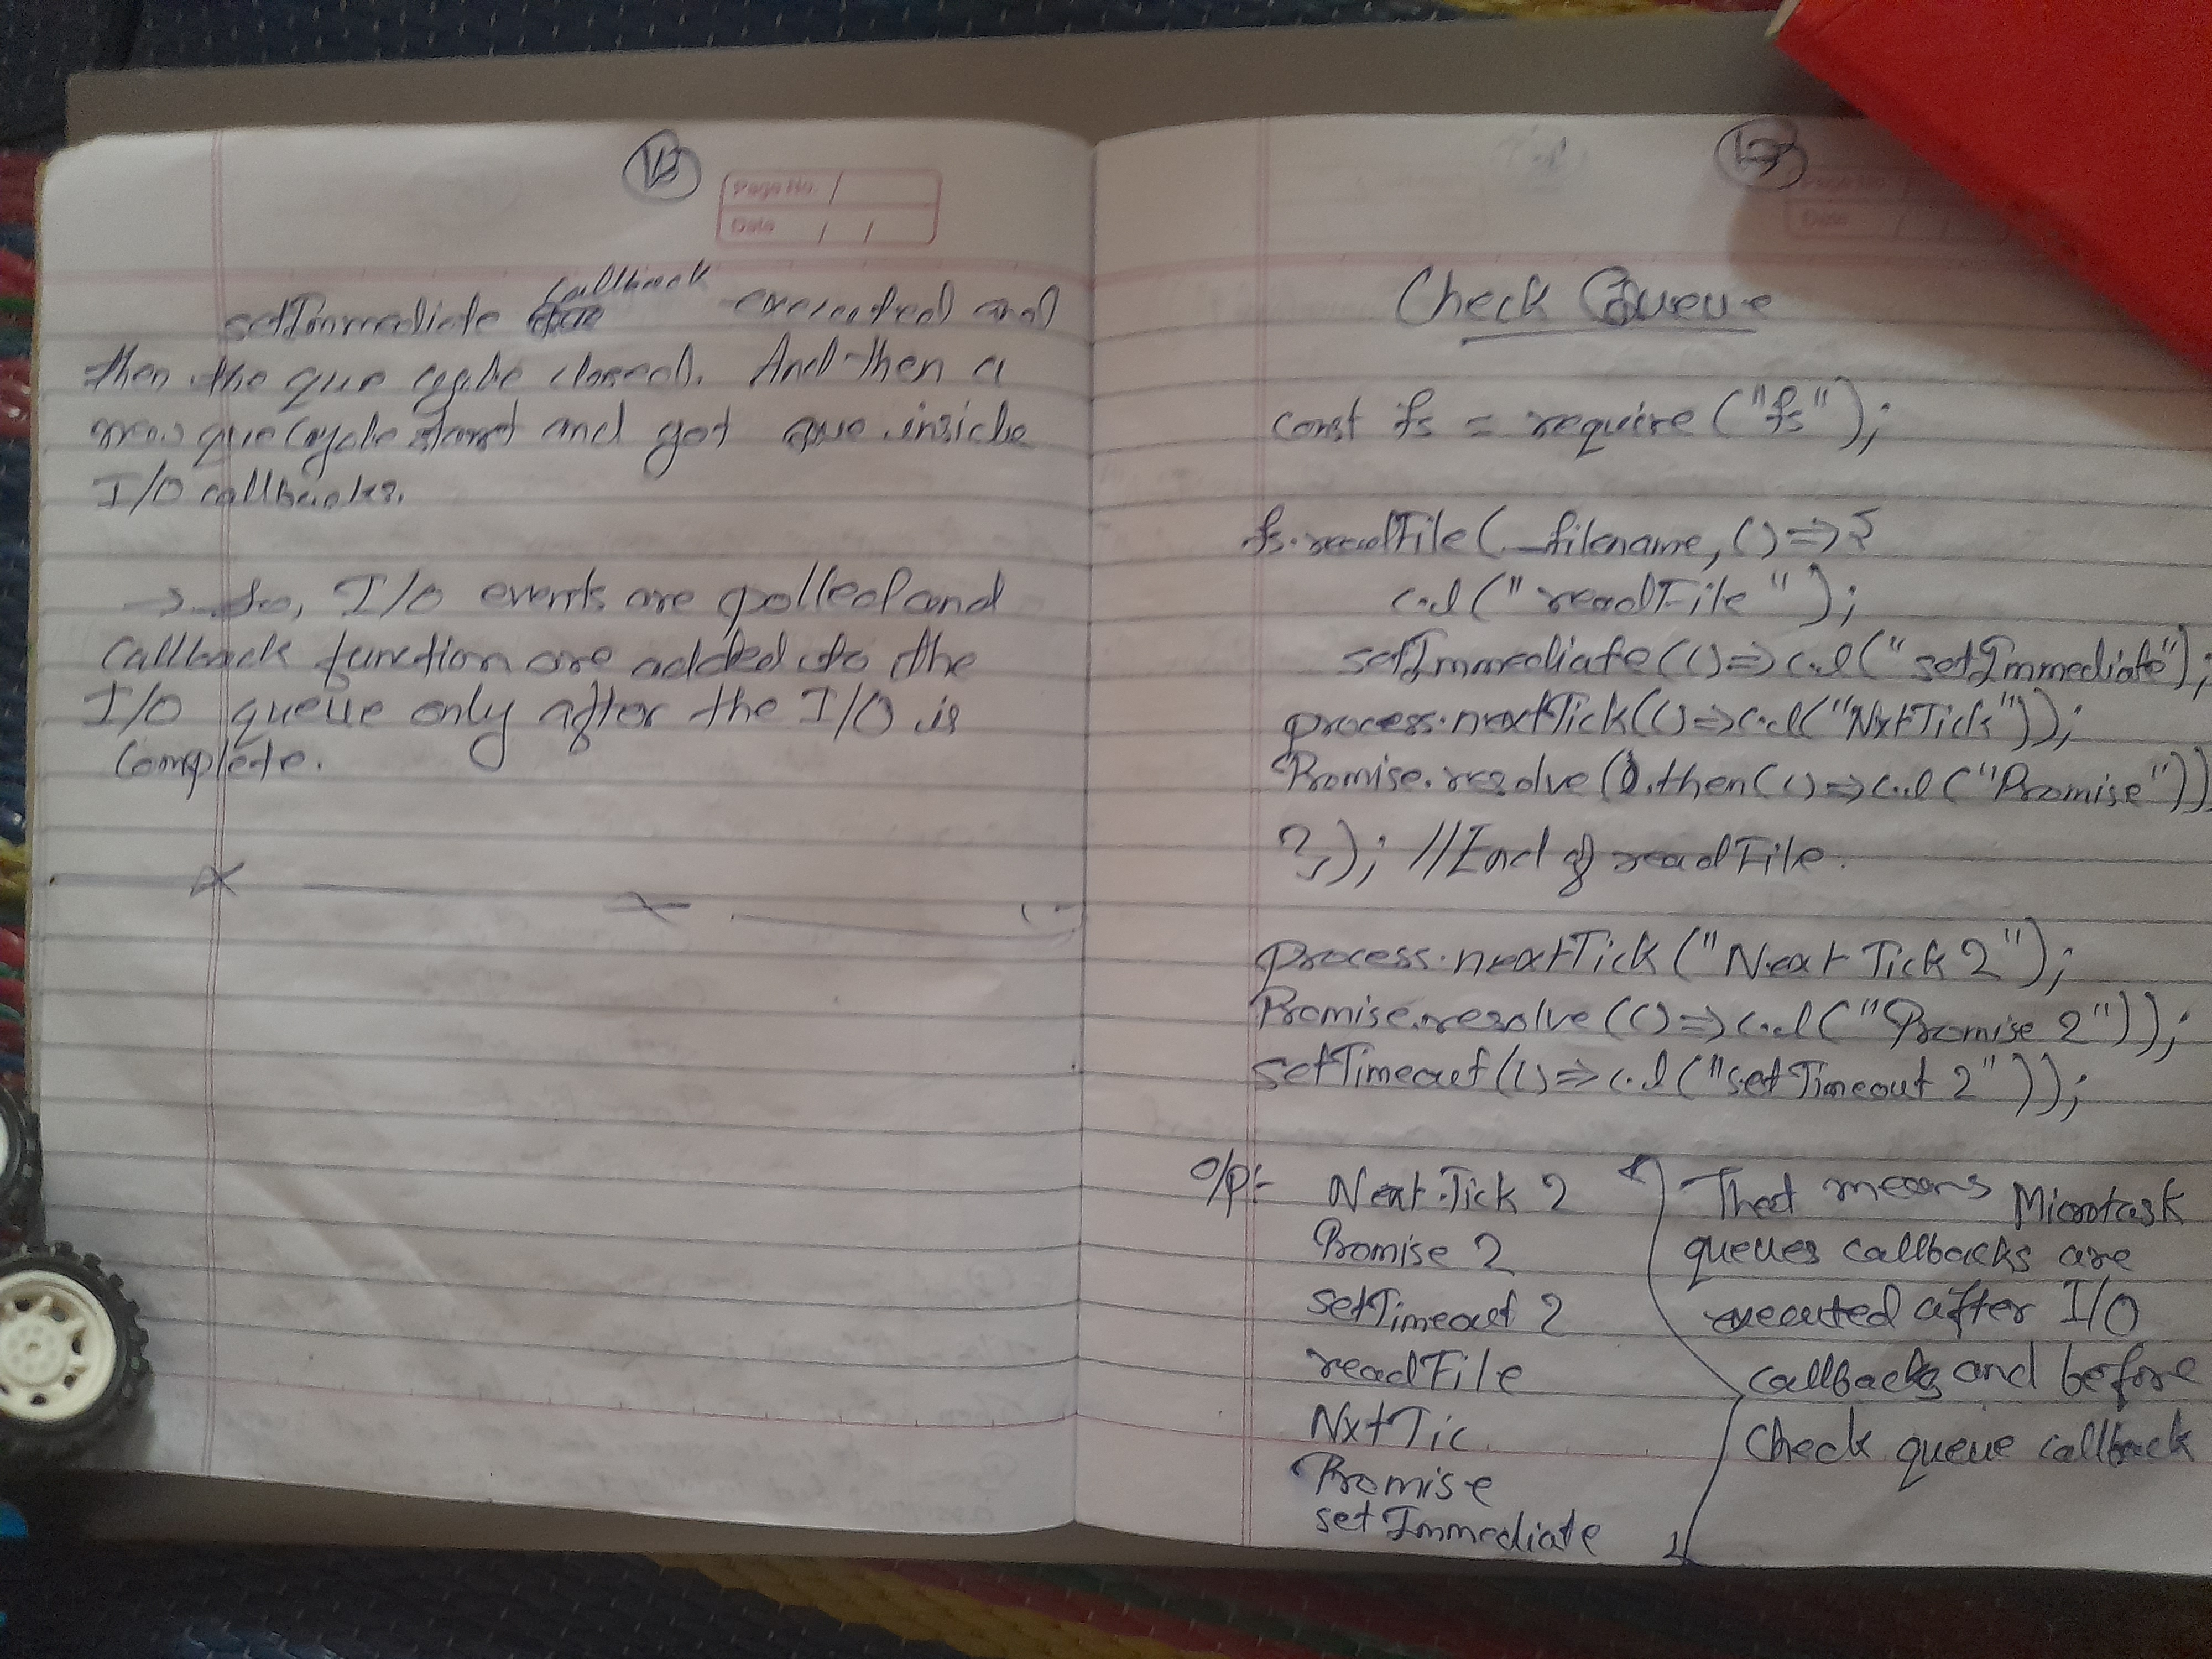 16
Page No.
Date / /
setImmediate callback executed and
then the que cycle closed. And then a
new que cycle start and got que inside
I/O callbacks.
→ So, I/O events are polled and
callback function are added to the
I/O queue only after the I/O is
complete.
17
Page No.
Date /
Check Queue
const fs = require("fs");
fs.readFile(__filename, () => {
c.l("readFile");
setImmediate(() => c.l("setImmediate");
process.nextTick(() => c.l("NxtTick"));
Promise.resolve().then(() => c.l("Promise"))
}); //End of readFile.
process.nextTick("Next Tick 2");
Promise.resolve(() => c.l("Promise 2"));
setTimeout(() => c.l("setTimeout 2"));
o/p:- Next Tick 2
Promise 2
setTimeout 2
readFile
NxtTic
Promise
setImmediate
That means Microtask
queues callbacks are
executed after I/O
callbacks and before
Check queue callback